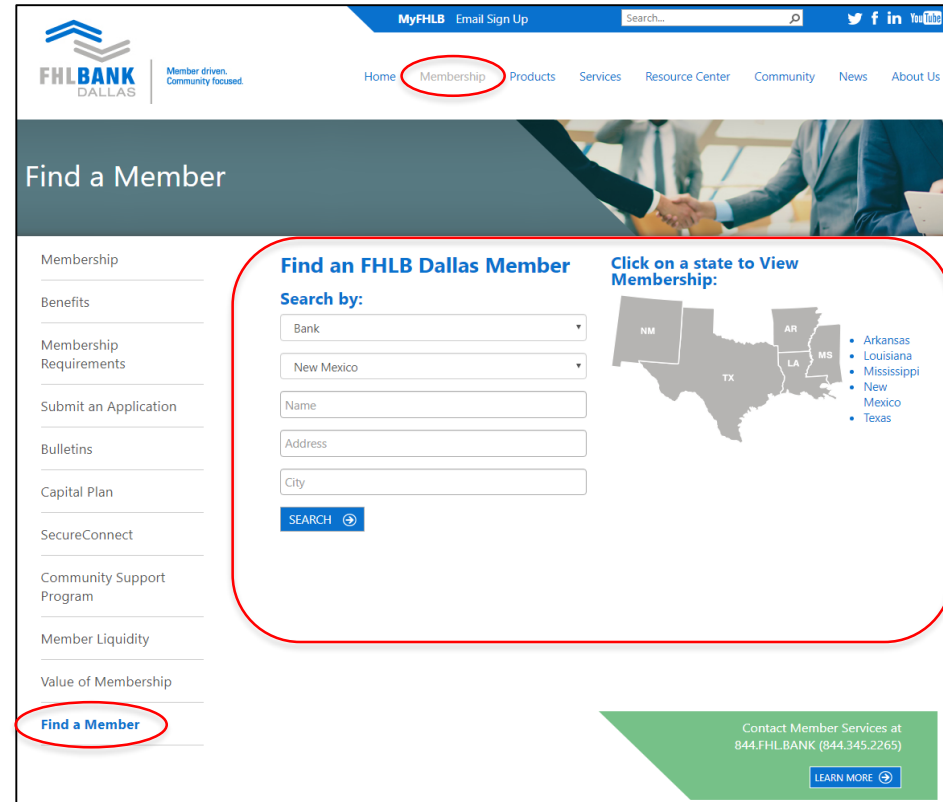 MyFHLB Email Sign Up Search... YouTube
FHLBANK
DALLAS
Member driven.
Community focused.
Home Membership Products Services Resource Center Community News About Us
Find a Member
Membership
Benefits
Membership
Requirements
Submit an Application
Bulletins
Capital Plan
SecureConnect
Community Support
Program
Member Liquidity
Value of Membership
Find a Member
Find an FHLB Dallas Member
Search by:
Bank
New Mexico
Name
Address
City
SEARCH
Click on a state to View
Membership:
NM
TX
AR
LA
MS
• Arkansas
• Louisiana
• Mississippi
• New
Mexico
• Texas
Contact Member Services at
844.FHL.BANK (844.345.2265)
LEARN MORE